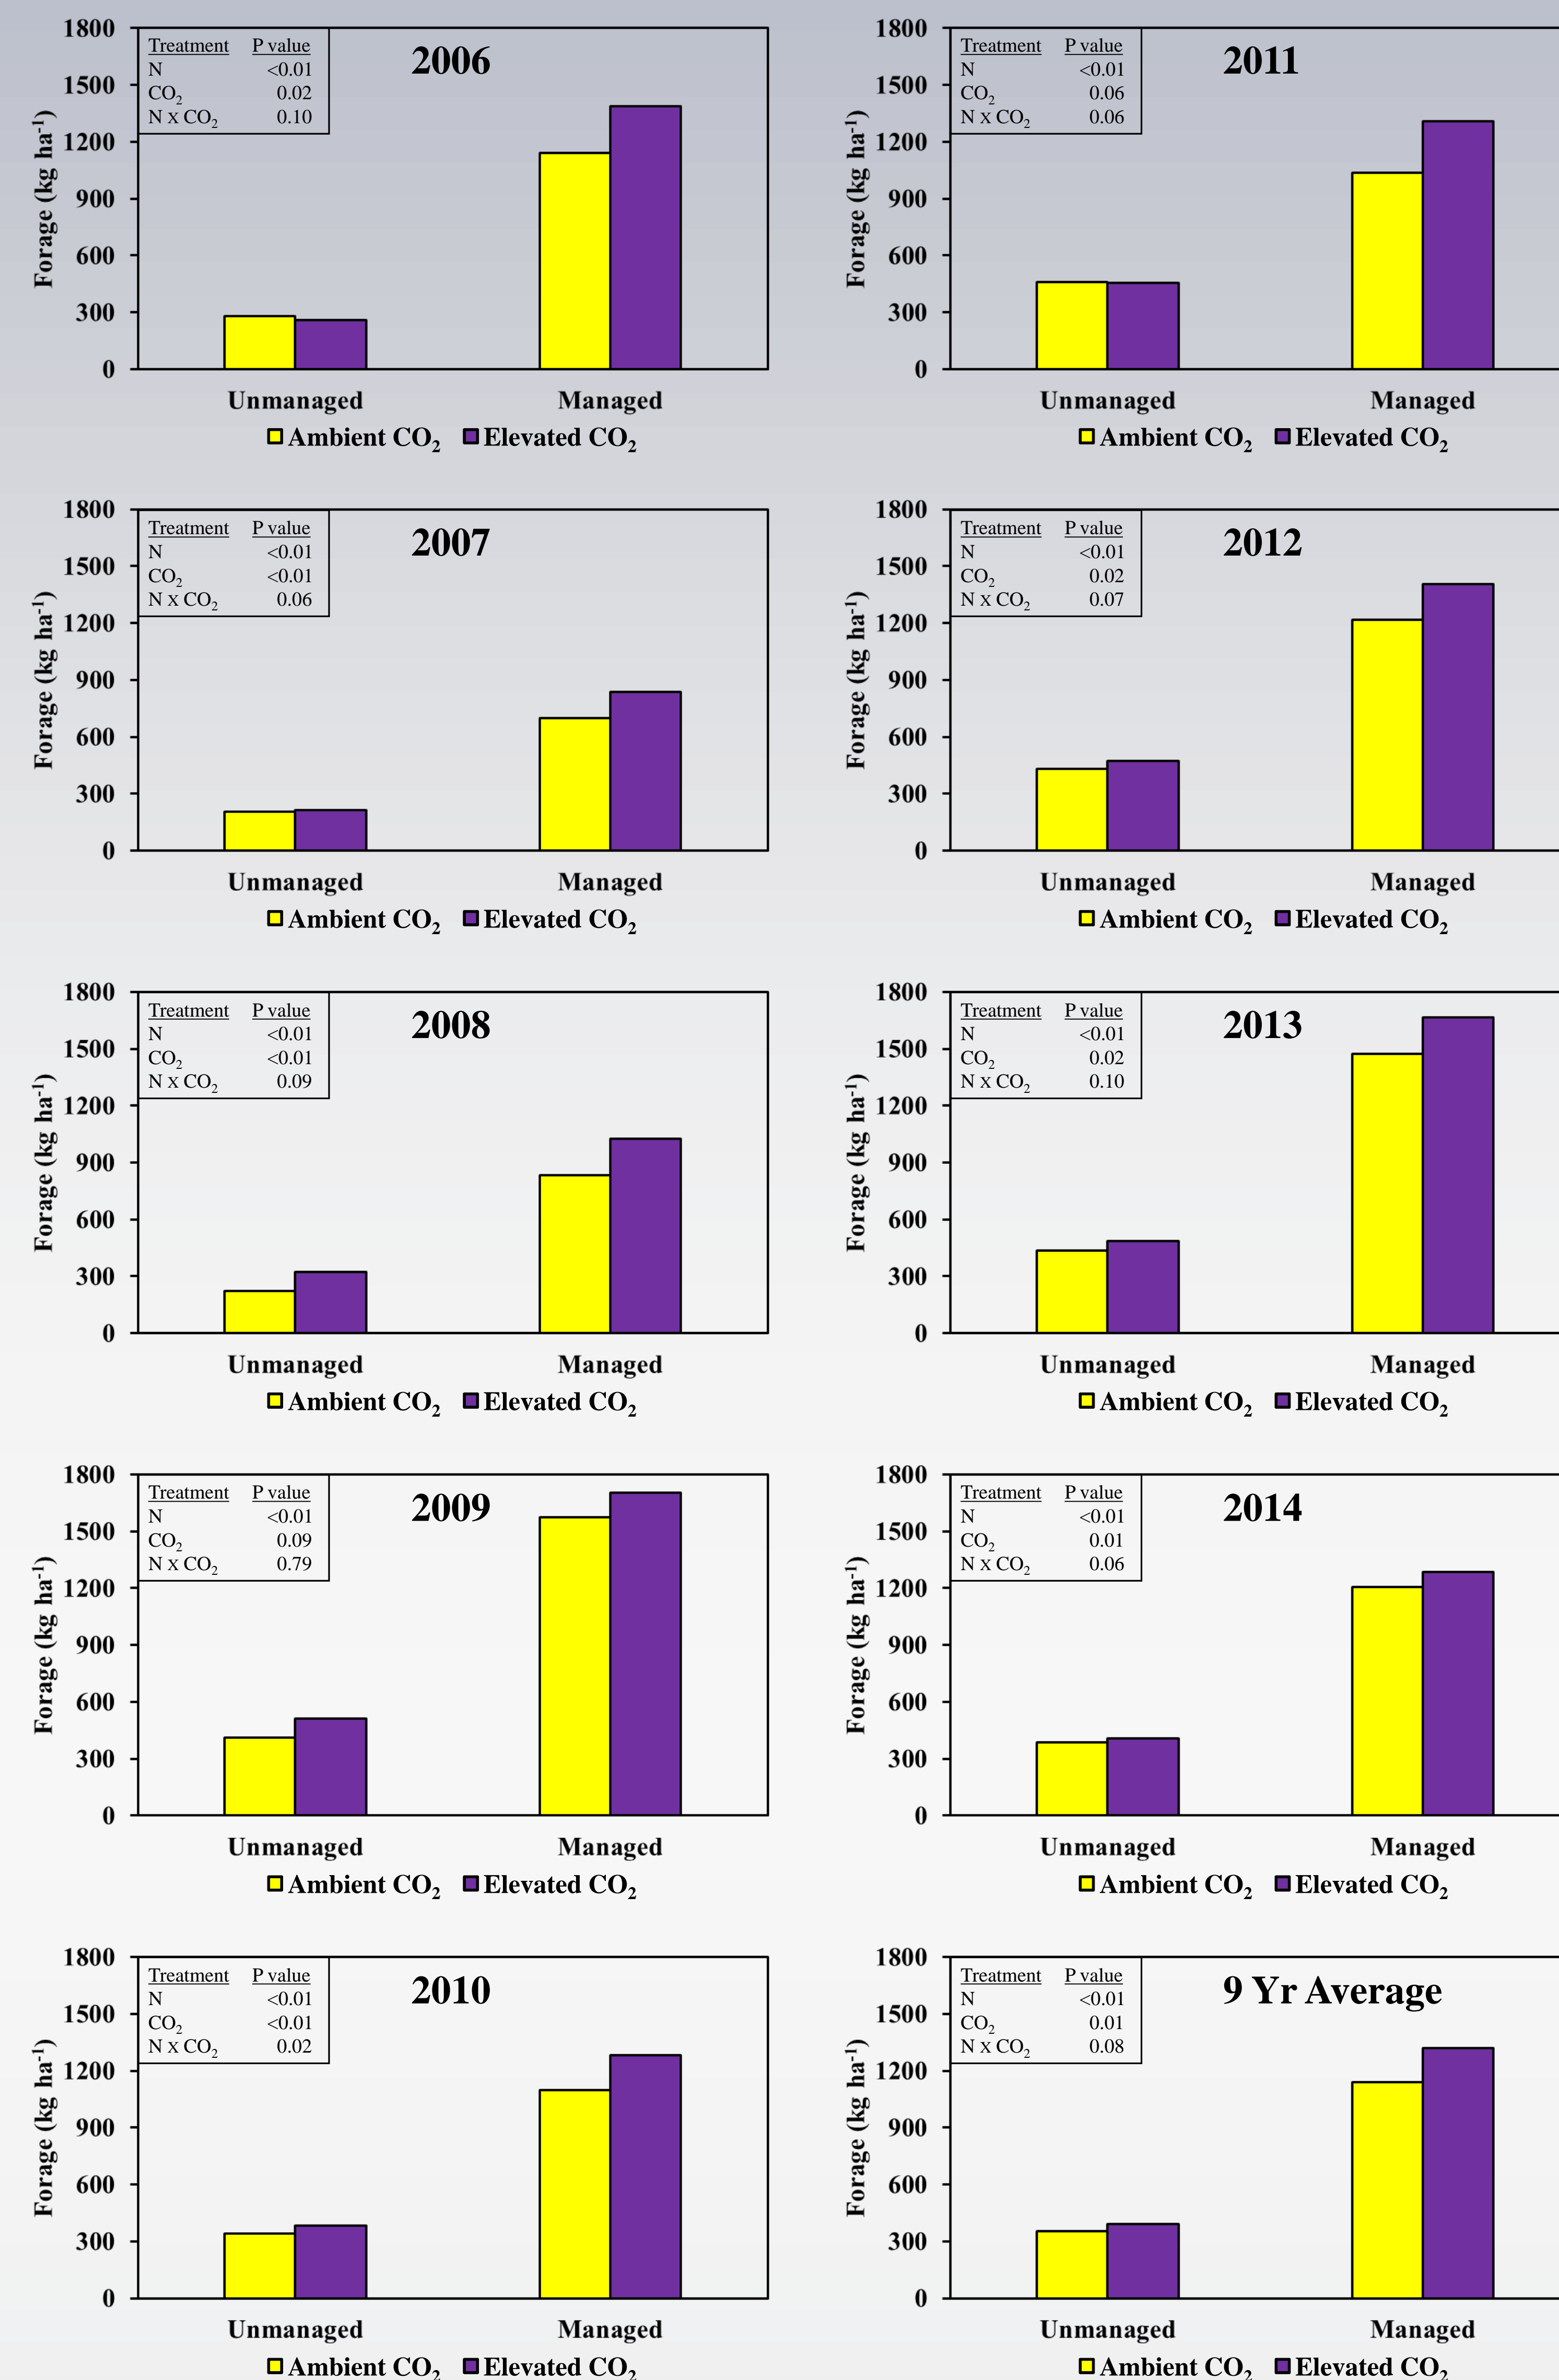 2006
Treatment P value
N <0.01
CO2 0.02
N x CO2 0.10
Forage (kg ha-1)
1800
1500
1200
900
600
300
0
Unmanaged Managed
Ambient CO2 Elevated CO2
2011
Treatment P value
N <0.01
CO2 0.06
N x CO2 0.06
Forage (kg ha-1)
1800
1500
1200
900
600
300
0
Unmanaged Managed
Ambient CO2 Elevated CO2
2007
Treatment P value
N <0.01
CO2 <0.01
N x CO2 0.06
Forage (kg ha-1)
1800
1500
1200
900
600
300
0
Unmanaged Managed
Ambient CO2 Elevated CO2
2012
Treatment P value
N <0.01
CO2 0.02
N x CO2 0.07
Forage (kg ha-1)
1800
1500
1200
900
600
300
0
Unmanaged Managed
Ambient CO2 Elevated CO2
2008
Treatment P value
N <0.01
CO2 <0.01
N x CO2 0.09
Forage (kg ha-1)
1800
1500
1200
900
600
300
0
Unmanaged Managed
Ambient CO2 Elevated CO2
2013
Treatment P value
N <0.01
CO2 0.02
N x CO2 0.10
Forage (kg ha-1)
1800
1500
1200
900
600
300
0
Unmanaged Managed
Ambient CO2 Elevated CO2
2009
Treatment P value
N <0.01
CO2 0.09
N x CO2 0.79
Forage (kg ha-1)
1800
1500
1200
900
600
300
0
Unmanaged Managed
Ambient CO2 Elevated CO2
2014
Treatment P value
N <0.01
CO2 0.01
N x CO2 0.06
Forage (kg ha-1)
1800
1500
1200
900
600
300
0
Unmanaged Managed
Ambient CO2 Elevated CO2
2010
Treatment P value
N <0.01
CO2 <0.01
N x CO2 0.02
Forage (kg ha-1)
1800
1500
1200
900
600
300
0
Unmanaged Managed
Ambient CO2 Elevated CO2
9 Yr Average
Treatment P value
N <0.01
CO2 0.01
N x CO2 0.08
Forage (kg ha-1)
1800
1500
1200
900
600
300
0
Unmanaged Managed
Ambient CO2 Elevated CO2